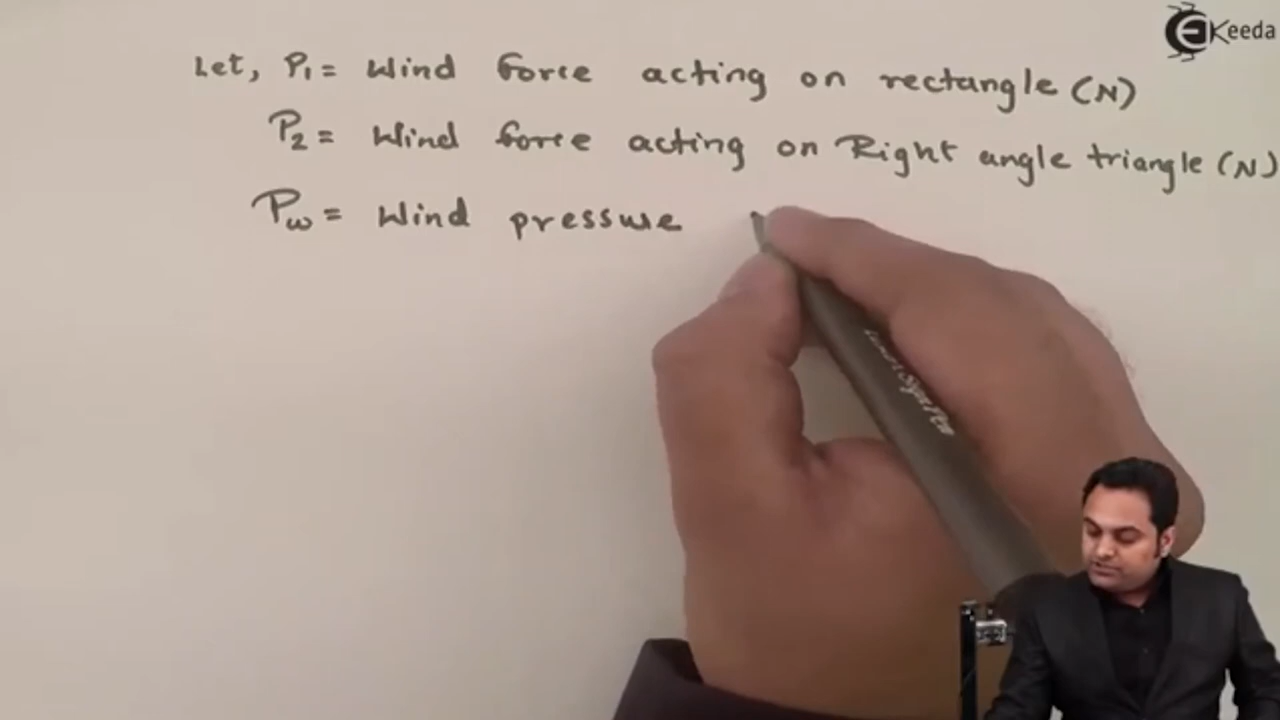 Let, P₁ = Wind force acting on rectangle (N)
P₂ = Wind force acting on Right angle triangle (N)
Pw = Wind pressure
Ekeeda